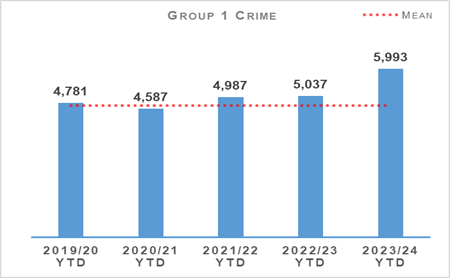 GROUP 1 CRIME
MEAN
4,781
4,587
4,987
5,037
5,993
2019/20 YTD
2020/21 YTD
2021/22 YTD
2022/23 YTD
2023/24 YTD